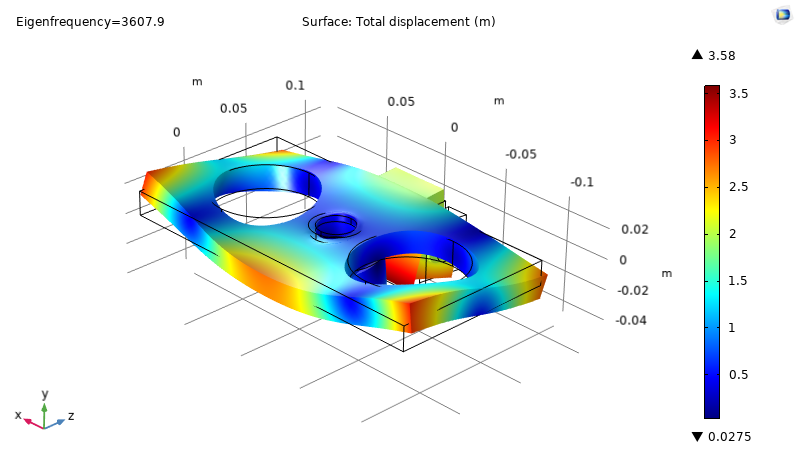 Eigenfrequency=3607.9
Surface: Total displacement (m)
▲ 3.58
m
0.1
0.05
0
0.05
m
0
-0.05
-0.1
0.02
0
m
-0.02
-0.04
3.5
3
2.5
2
1.5
1
0.5
▼ 0.0275
y
x
z